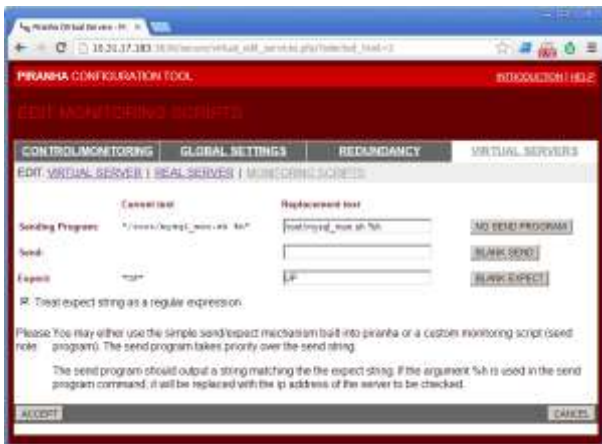 PIRANHA CONFIGURATION TOOL
INTRODUCTION | HELP
EDIT MONITORING SCRIPTS
CONTROL/MONITORING GLOBAL SETTINGS REDUNDANCY VIRTUAL SERVERS
EDIT: VIRTUAL SERVER | REAL SERVER | MONITORING SCRIPTS
Current text Replacement text
Sending Program: NO SEND PROGRAM
Send: BLANK SEND
Expect: "UP" UP BLANK EXPECT
Treat expect string as a regular expression
Please You may either use the simple send/expect mechanism built into piranha or a custom monitoring script (send
note: program). The send program takes priority over the send string.
The send program should output a string matching the the expect string. If the argument %h is used in the send
program command, it will be replaced with the ip address of the server to be checked.
ACCEPT CANCEL